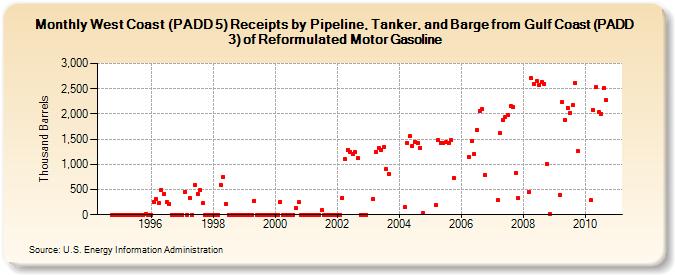 Monthly West Coast (PADD 5) Receipts by Pipeline, Tanker, and Barge from Gulf Coast (PADD
3) of Reformulated Motor Gasoline
Thousand Barrels
3,000
2,500
2,000
1,500
1,000
500
0
1996 1998 2000 2002 2004 2006 2008 2010
Source: U.S. Energy Information Administration